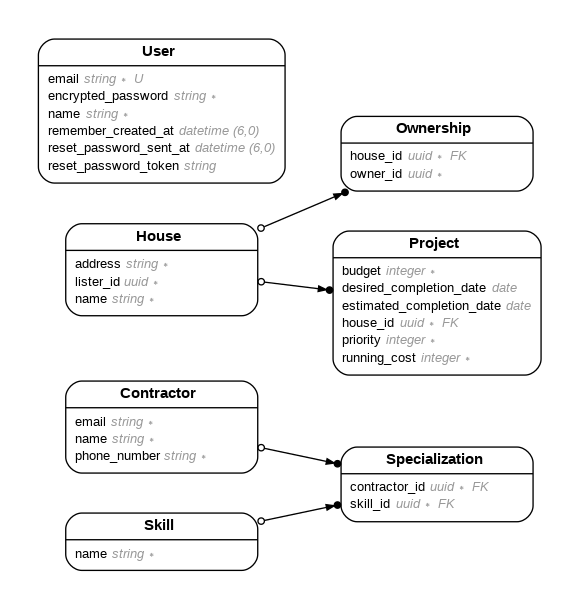 User
email string * U
encrypted_password string *
name string *
remember_created_at datetime (6,0)
reset_password_sent_at datetime (6,0)
reset_password_token string
Ownership
house_id uuid * FK
owner_id uuid *
House
address string *
lister_id uuid *
name string *
Project
budget integer *
desired_completion_date date
estimated_completion_date date
house_id uuid * FK
priority integer *
running_cost integer *
Contractor
email string *
name string *
phone_number string *
Specialization
contractor_id uuid * FK
skill_id uuid * FK
Skill
name string *